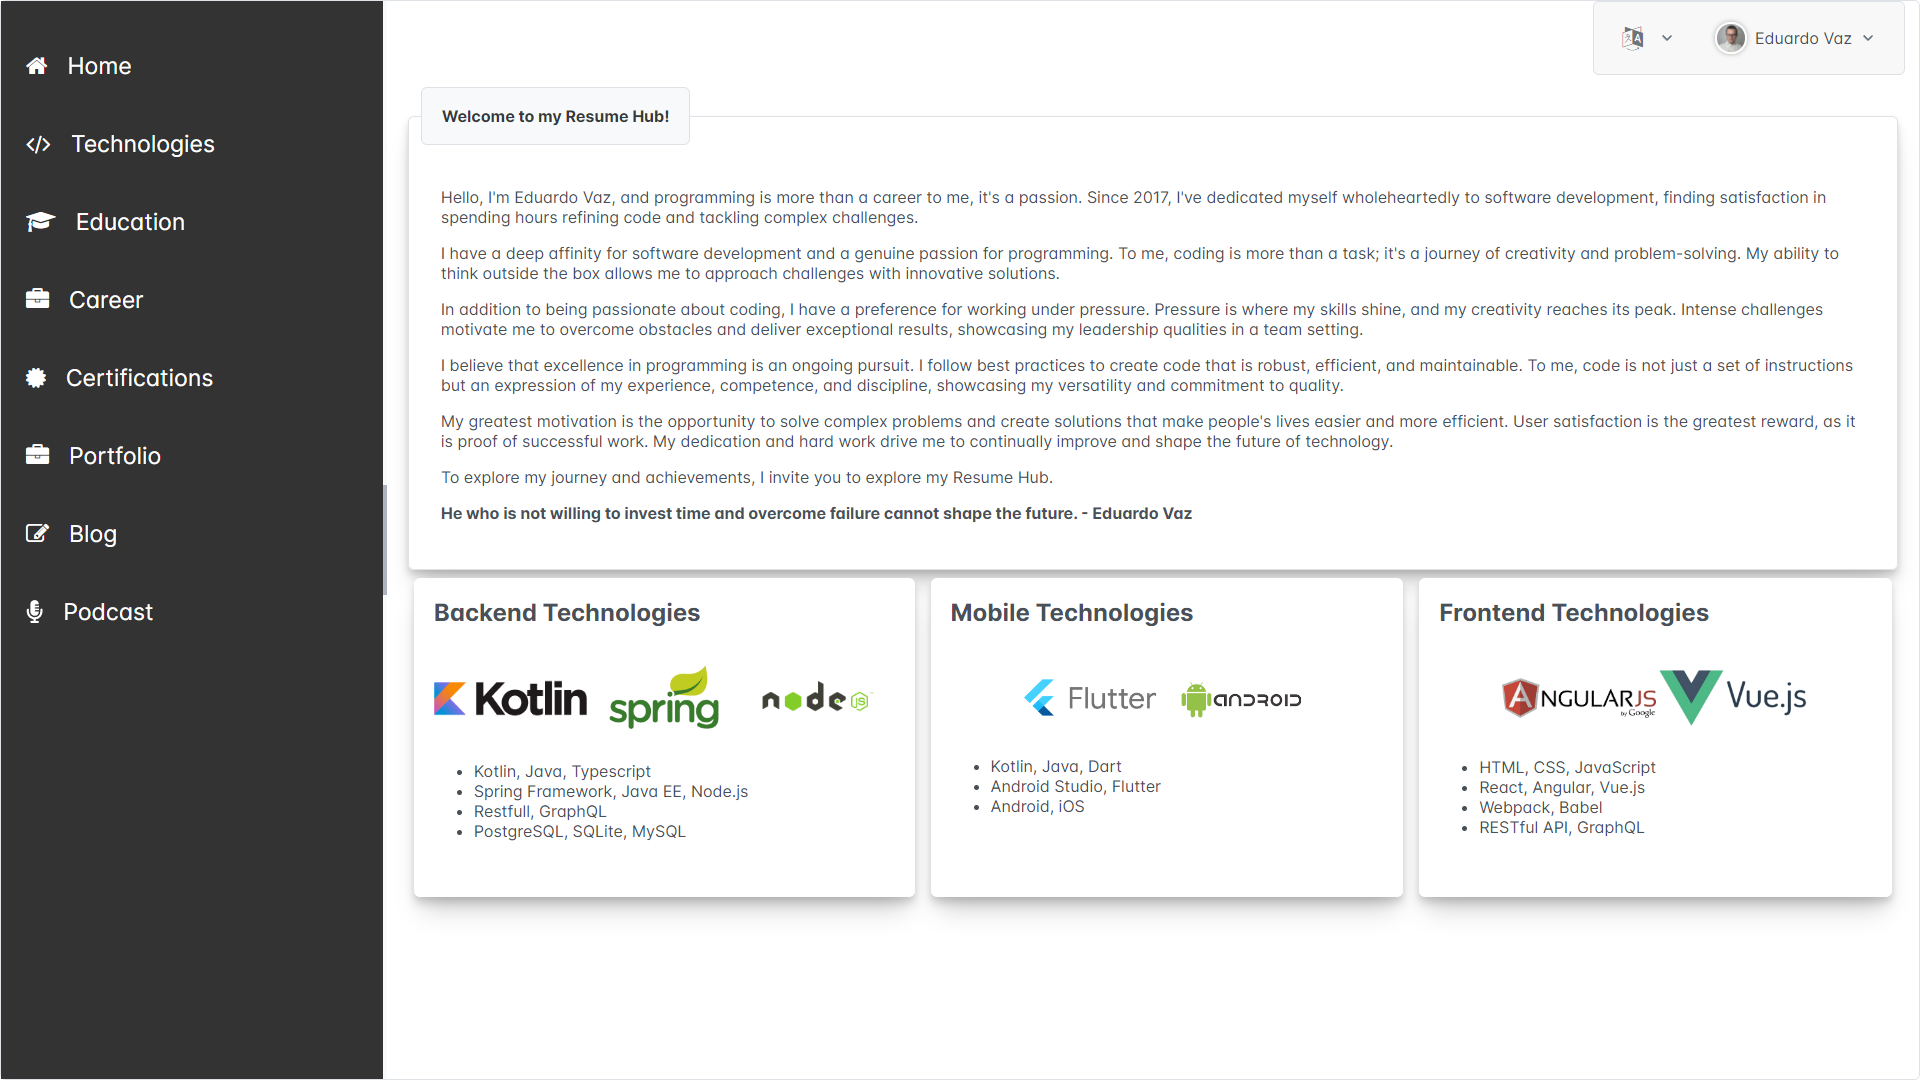 Home
Technologies
Education
Career
Certifications
Portfolio
Blog
Podcast
Eduardo Vaz
Welcome to my Resume Hub!
Hello, I'm Eduardo Vaz, and programming is more than a career to me, it's a passion. Since 2017, I've dedicated myself wholeheartedly to software development, finding satisfaction in
spending hours refining code and tackling complex challenges.
I have a deep affinity for software development and a genuine passion for programming. To me, coding is more than a task; it's a journey of creativity and problem-solving. My ability to
think outside the box allows me to approach challenges with innovative solutions.
In addition to being passionate about coding, I have a preference for working under pressure. Pressure is where my skills shine, and my creativity reaches its peak. Intense challenges
motivate me to overcome obstacles and deliver exceptional results, showcasing my leadership qualities in a team setting.
I believe that excellence in programming is an ongoing pursuit. I follow best practices to create code that is robust, efficient, and maintainable. To me, code is not just a set of instructions
but an expression of my experience, competence, and discipline, showcasing my versatility and commitment to quality.
My greatest motivation is the opportunity to solve complex problems and create solutions that make people's lives easier and more efficient. User satisfaction is the greatest reward, as it
is proof of successful work. My dedication and hard work drive me to continually improve and shape the future of technology.
To explore my journey and achievements, I invite you to explore my Resume Hub.
He who is not willing to invest time and overcome failure cannot shape the future. - Eduardo Vaz
Backend Technologies
Kotlin spring node JS
Kotlin, Java, Typescript
Spring Framework, Java EE, Node.js
Restfull, GraphQL
PostgreSQL, SQLite, MySQL
Mobile Technologies
Flutter ANDROID
Kotlin, Java, Dart
Android Studio, Flutter
Android, iOS
Frontend Technologies
ANGULARJS by Google Vue.js
HTML, CSS, JavaScript
React, Angular, Vue.js
Webpack, Babel
RESTful API, GraphQL